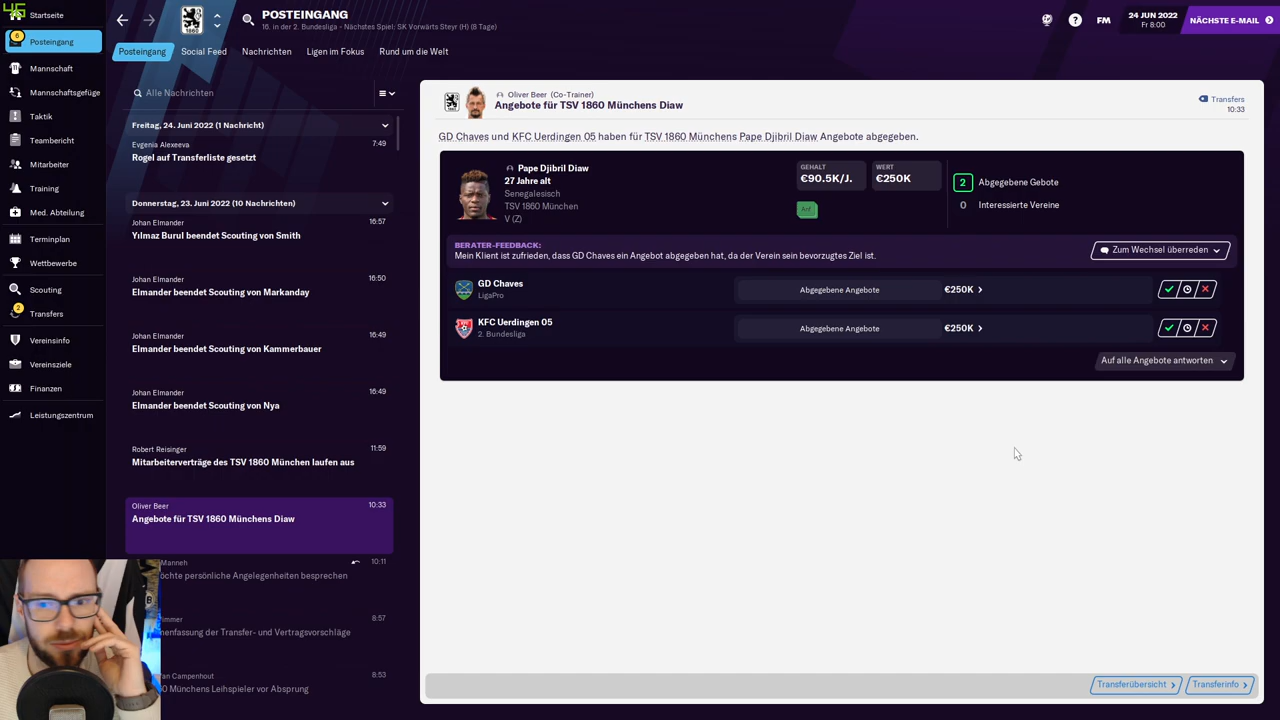 45
Startseite
6
Posteingang
Mannschaft
Mannschaftsgefüge
Taktik
Teambericht
Mitarbeiter
Training
Med. Abteilung
Terminplan
Wettbewerbe
Scouting
2
Transfers
Vereinsinfo
Vereinsziele
Finanzen
Leistungszentrum
POSTEINGANG
16. in der 2. Bundesliga - Nächstes Spiel: SK Vorwärts Steyr (H) (8 Tage)
FM
24 JUN 2022
Fr 8:00
NÄCHSTE E-MAIL
Posteingang
Social Feed
Nachrichten
Ligen im Fokus
Rund um die Welt
Alle Nachrichten
Freitag, 24. Juni 2022 (1 Nachricht)
Evgenia Alexeeva 7:49
Rogel auf Transferliste gesetzt
Donnerstag, 23. Juni 2022 (10 Nachrichten)
Johan Elmander 16:57
Yılmaz Burul beendet Scouting von Smith
Johan Elmander 16:50
Elmander beendet Scouting von Markanday
Johan Elmander 16:49
Elmander beendet Scouting von Kammerbauer
Johan Elmander 16:49
Elmander beendet Scouting von Nya
Robert Reisinger 11:59
Mitarbeiterverträge des TSV 1860 München laufen aus
Oliver Beer 10:33
Angebote für TSV 1860 Münchens Diaw
Manneh 10:11
öchte persönliche Angelegenheiten besprechen
immer 8:57
menfassung der Transfer- und Vertragsvorschläge
an Campenhout 8:53
0 Münchens Leihspieler vor Absprung
Oliver Beer (Co-Trainer)
Angebote für TSV 1860 Münchens Diaw
Transfers
10:33
GD Chaves und KFC Uerdingen 05 haben für TSV 1860 Münchens Pape Djibril Diaw Angebote abgegeben.
Pape Djibril Diaw
27 Jahre alt
Senegalesisch
TSV 1860 München
V (Z)
GEHALT
€90.5K/J.
WERT
€250K
Anf
2 Abgegebene Gebote
0 Interessierte Vereine
BERATER-FEEDBACK:
Mein Klient ist zufrieden, dass GD Chaves ein Angebot abgegeben hat, da der Verein sein bevorzugtes Ziel ist.
Zum Wechsel überreden
GD Chaves
LigaPro
Abgegebene Angebote €250K
KFC Uerdingen 05
2. Bundesliga
Abgegebene Angebote €250K
Auf alle Angebote antworten
Transferübersicht
Transferinfo